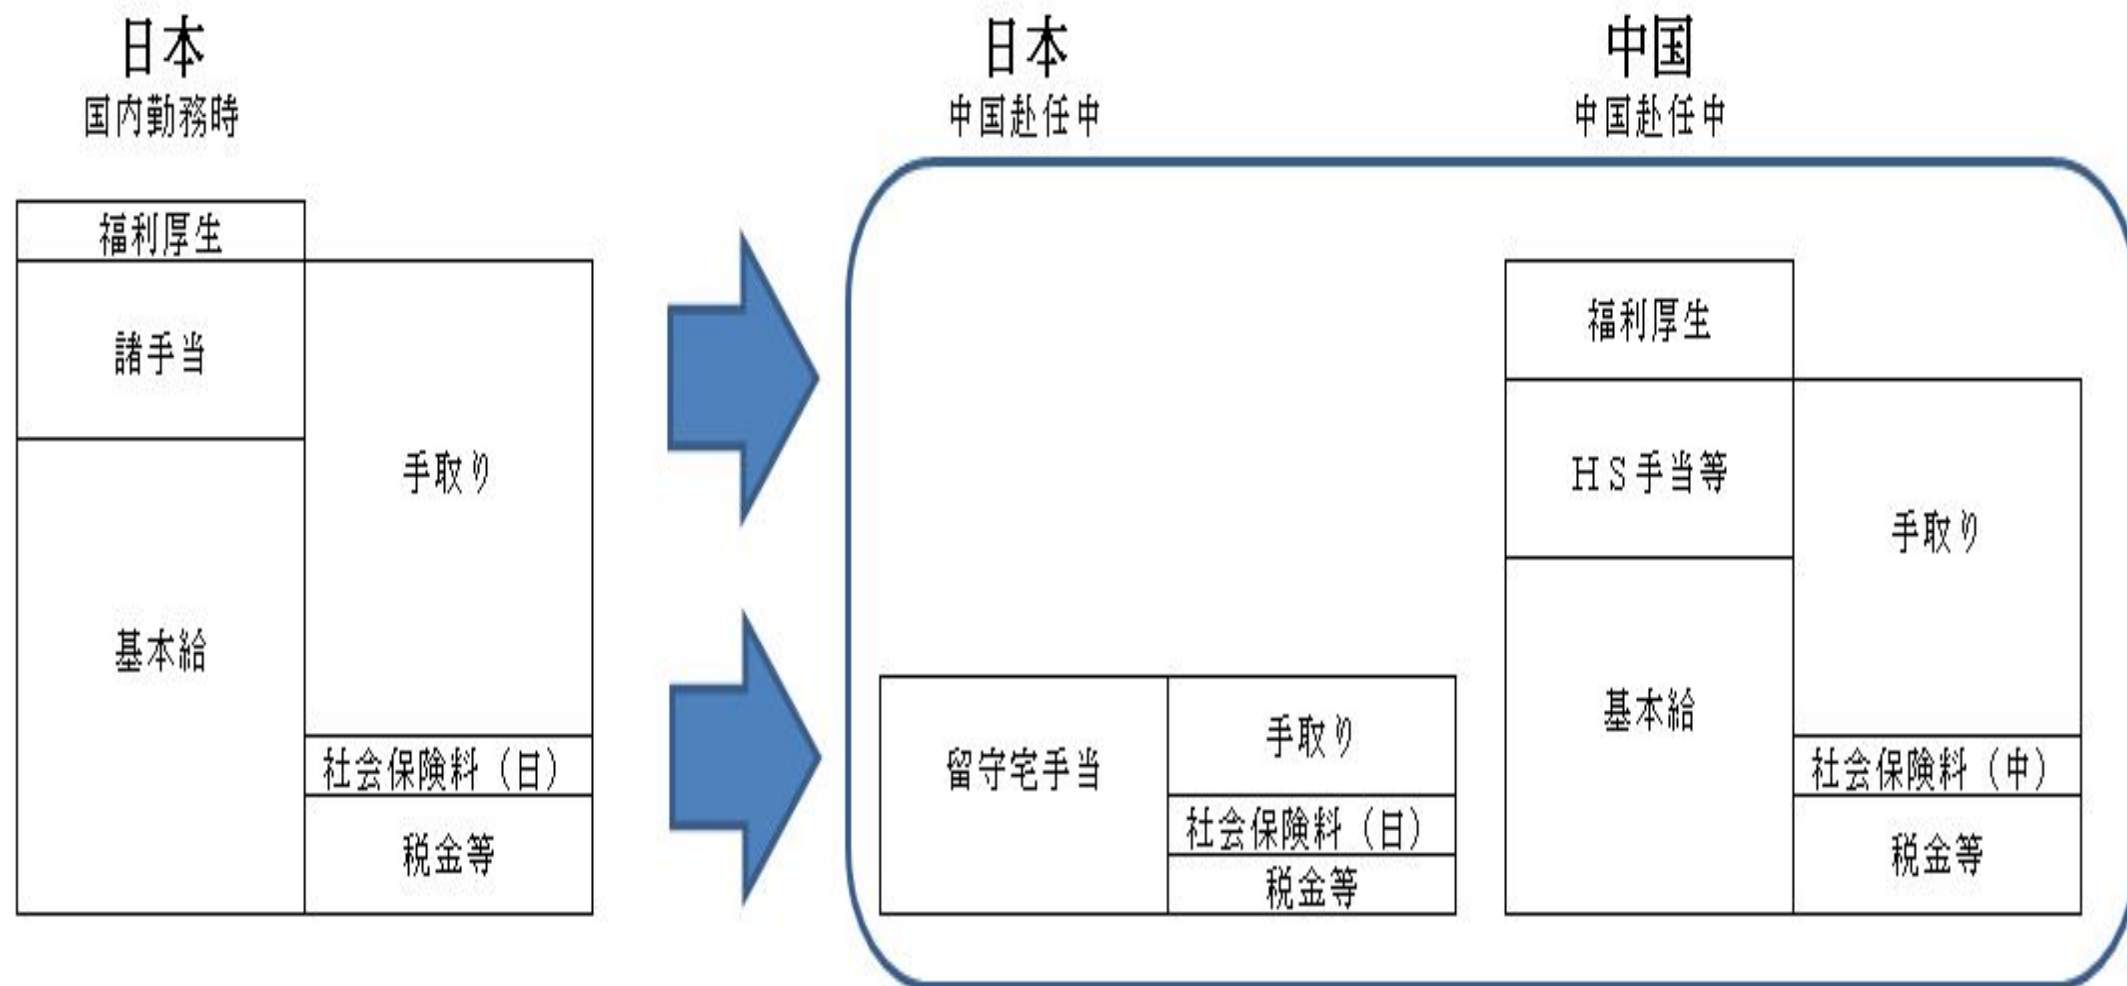 日本
国内勤務時
福利厚生
諸手当
基本給
手取り
社会保険料（日）
税金等
日本
中国赴任中
留守宅手当
手取り
社会保険料（日）
税金等
中国
中国赴任中
福利厚生
ＨＳ手当等
基本給
手取り
社会保険料（中）
税金等